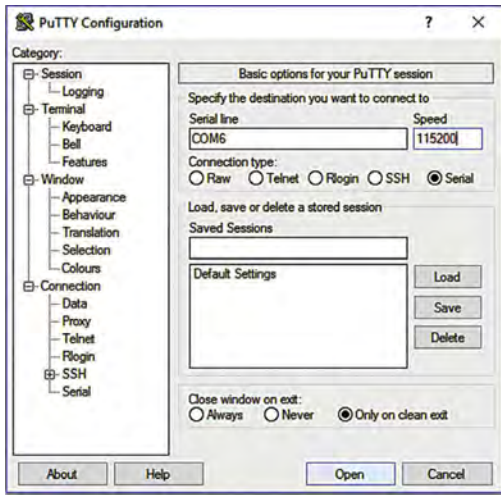 PuTTY Configuration
? ×
Category:
Session
Logging
Terminal
Keyboard
Bell
Features
Window
Appearance
Behaviour
Translation
Selection
Colours
Connection
Data
Proxy
Telnet
Rlogin
SSH
Serial
Basic options for your PuTTY session
Specify the destination you want to connect to
Serial line Speed
COM6 115200
Connection type:
Raw Telnet Rlogin SSH Serial
Load, save or delete a stored session
Saved Sessions
Default Settings
Load
Save
Delete
Close window on exit:
Always Never Only on clean exit
About Help Open Cancel